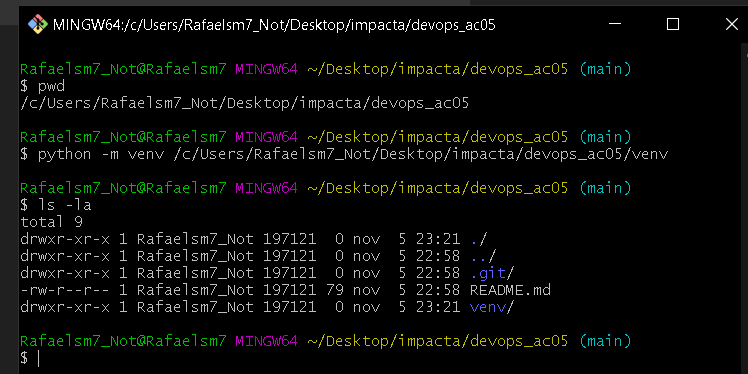 MINGW64:/c/Users/Rafaelsm7_Not/Desktop/impacta/devops_ac05
Rafaelsm7_Not@Rafaelsm7 MINGW64 ~/Desktop/impacta/devops_ac05 (main)
$ pwd
/c/Users/Rafaelsm7_Not/Desktop/impacta/devops_ac05
Rafaelsm7_Not@Rafaelsm7 MINGW64 ~/Desktop/impacta/devops_ac05 (main)
$ python -m venv /c/Users/Rafaelsm7_Not/Desktop/impacta/devops_ac05/venv
Rafaelsm7_Not@Rafaelsm7 MINGW64 ~/Desktop/impacta/devops_ac05 (main)
$ ls -la
total 9
drwxr-xr-x 1 Rafaelsm7_Not 197121  0 nov  5 23:21 ./
drwxr-xr-x 1 Rafaelsm7_Not 197121  0 nov  5 22:58 ../
drwxr-xr-x 1 Rafaelsm7_Not 197121  0 nov  5 22:58 .git/
-rw-r--r-- 1 Rafaelsm7_Not 197121 79 nov  5 22:58 README.md
drwxr-xr-x 1 Rafaelsm7_Not 197121  0 nov  5 23:21 venv/
Rafaelsm7_Not@Rafaelsm7 MINGW64 ~/Desktop/impacta/devops_ac05 (main)
$